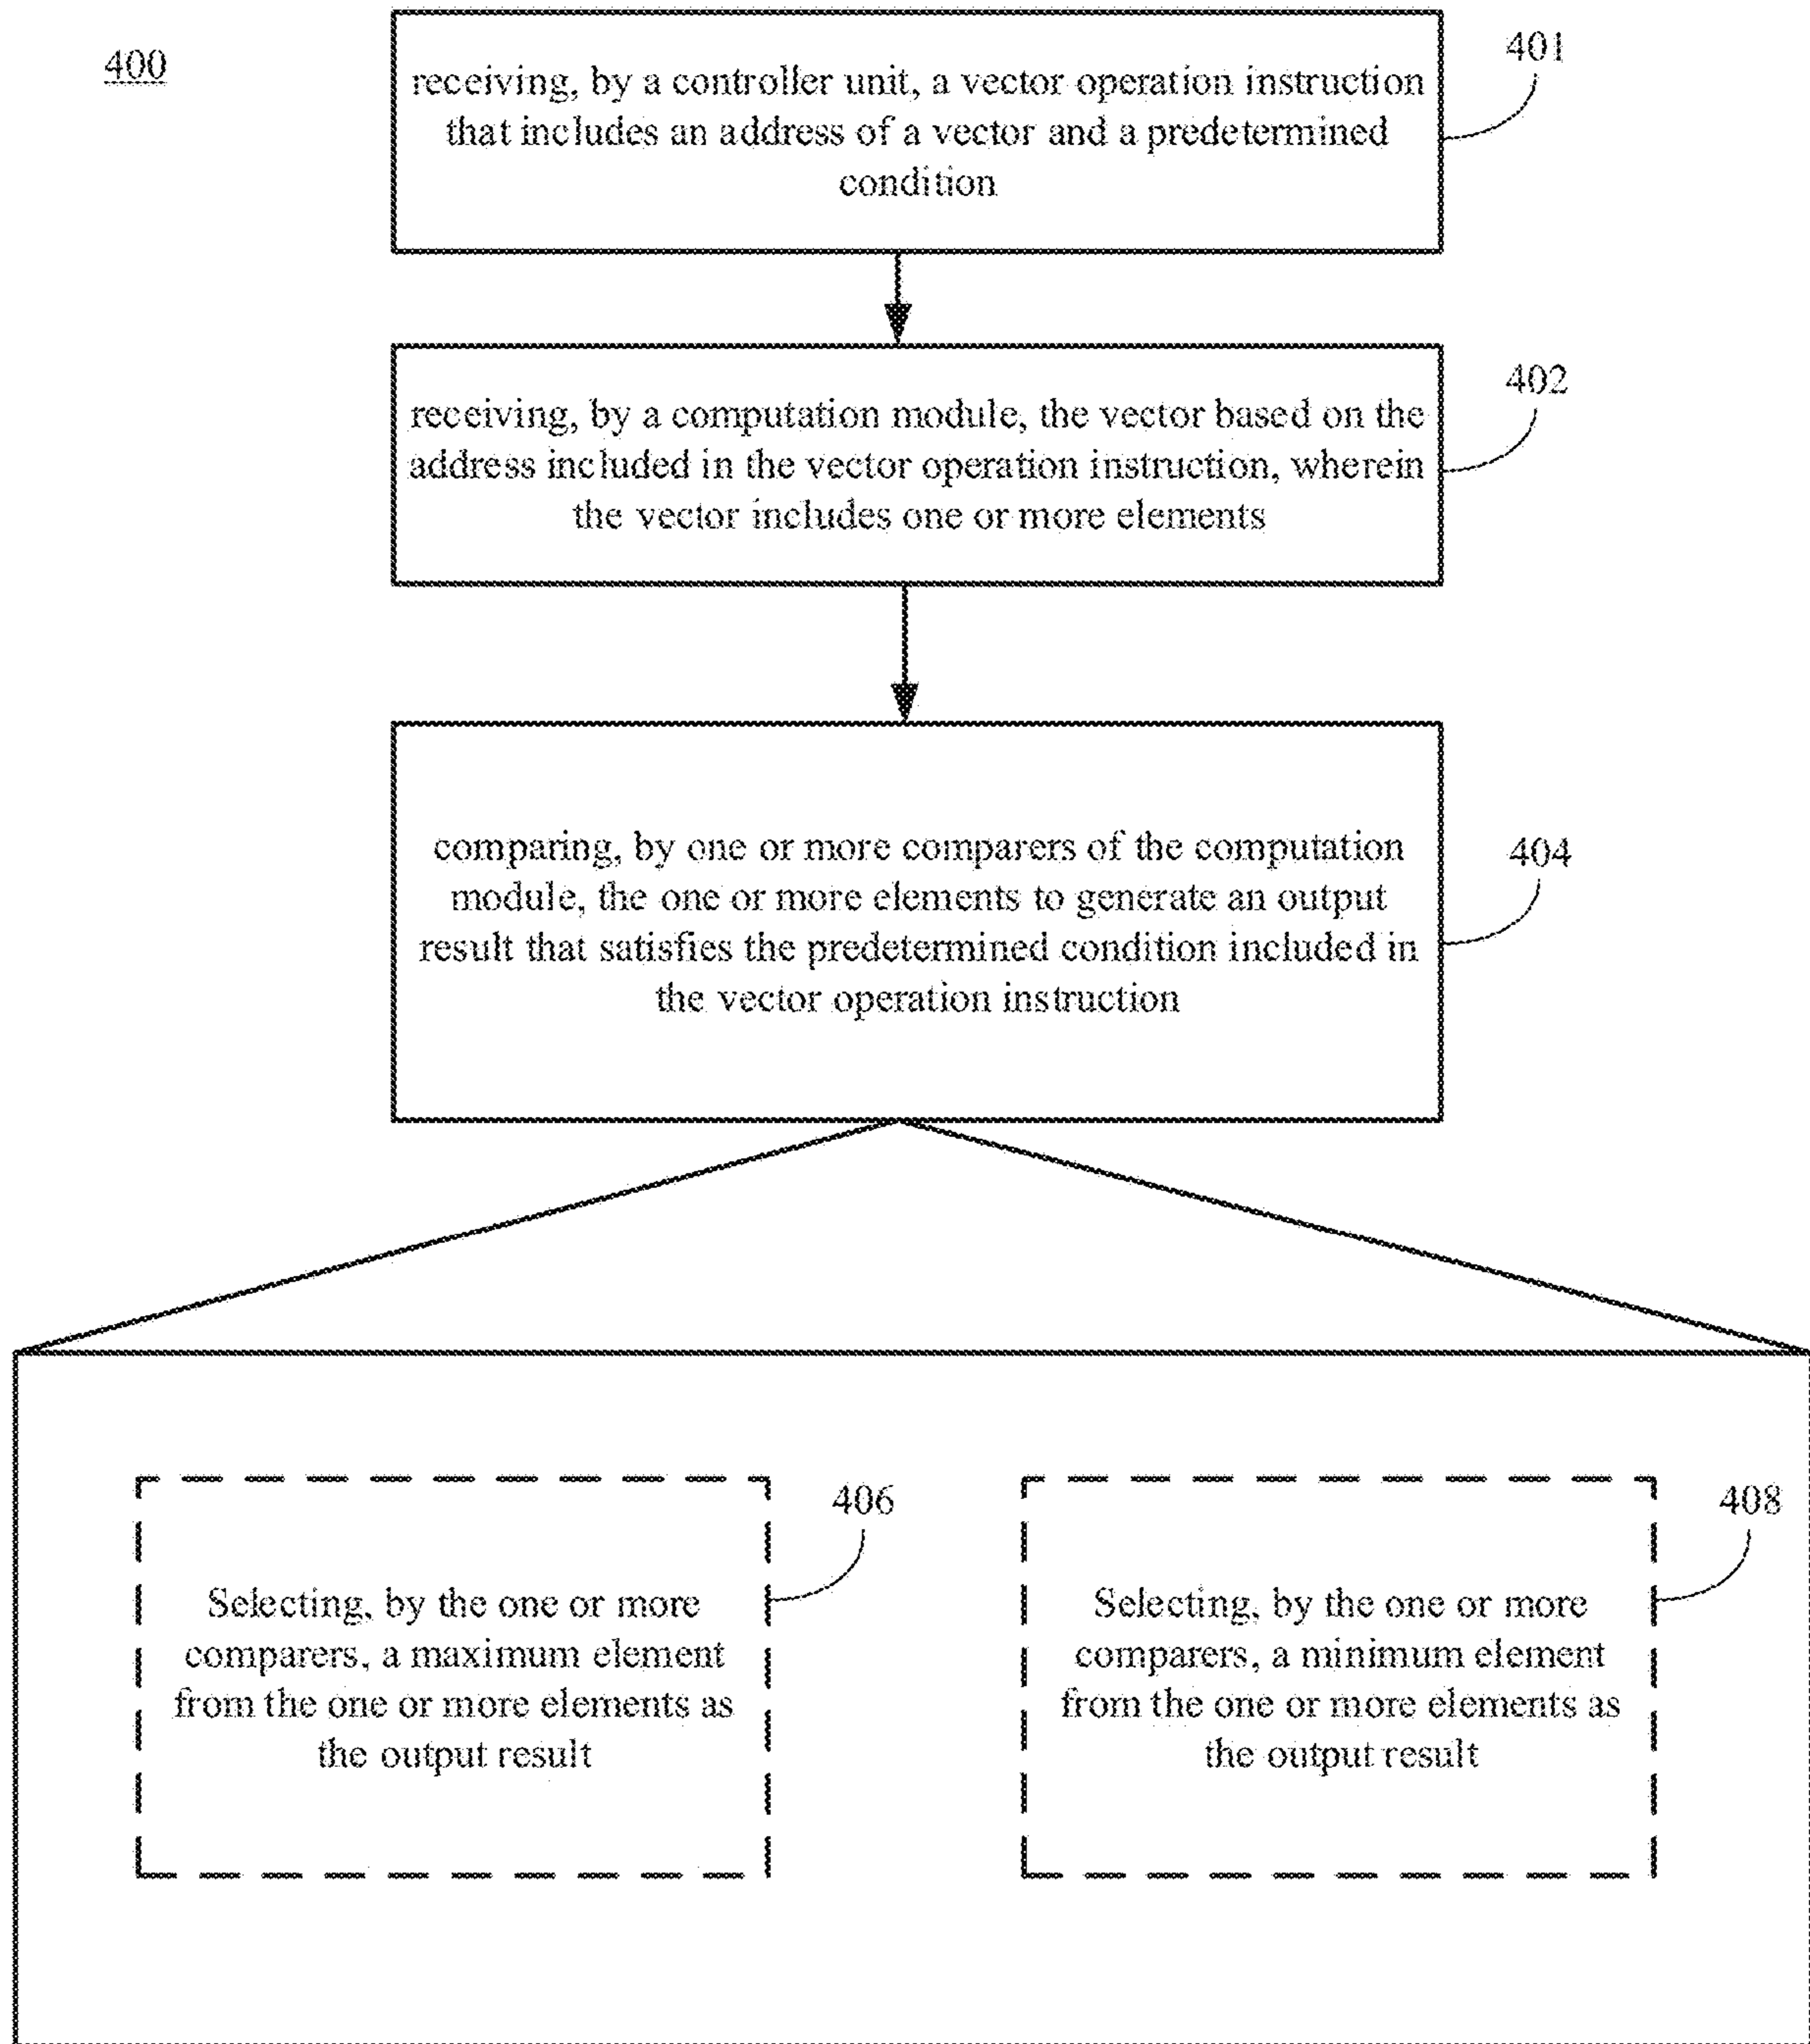 400
401
receiving, by a controller unit, a vector operation instruction
that includes an address of a vector and a predetermined
condition
402
receiving, by a computation module, the vector based on the
address included in the vector operation instruction, wherein
the vector includes one or more elements
404
comparing, by one or more comparers of the computation
module, the one or more elements to generate an output
result that satisfies the predetermined condition included in
the vector operation instruction
406
Selecting, by the one or more
comparers, a maximum element
from the one or more elements as
the output result
408
Selecting, by the one or more
comparers, a minimum element
from the one or more elements as
the output result